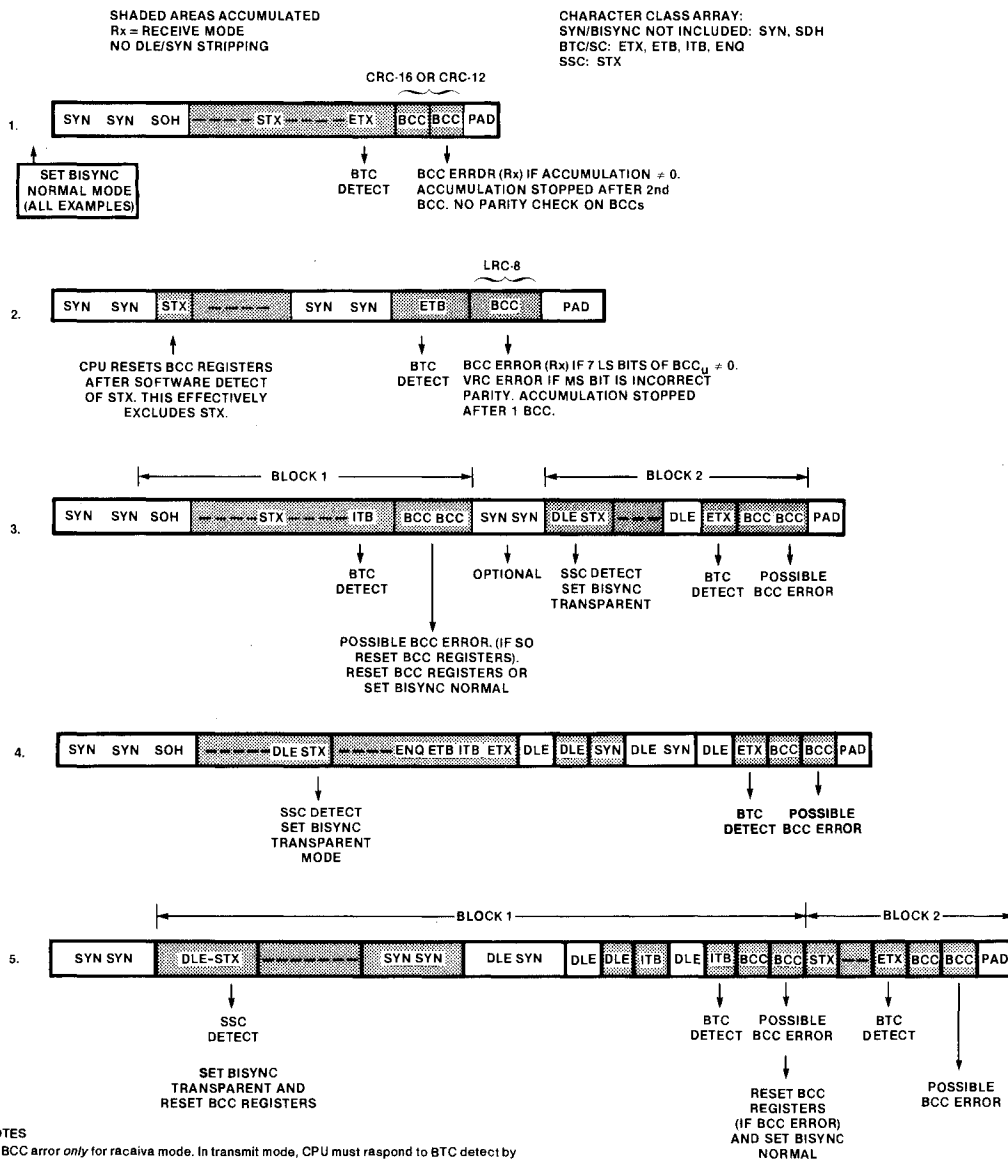 SHADED AREAS ACCUMULATED
Rx = RECEIVE MODE
NO DLE/SYN STRIPPING
CHARACTER CLASS ARRAY:
SYN/BISYNC NOT INCLUDED: SYN, SDH
BTC/SC: ETX, ETB, ITB, ENQ
SSC: STX
CRC-16 OR CRC-12
1. SYN SYN SOH ---- STX ---- ETX BCC BCC PAD
SET BISYNC
NORMAL MODE
(ALL EXAMPLES)
BTC
DETECT
BCC ERRDR (Rx) IF ACCUMULATION ≠ 0.
ACCUMULATION STOPPED AFTER 2nd
BCC. NO PARITY CHECK ON BCCs
LRC-8
2. SYN SYN STX ---- SYN SYN ETB BCC PAD
CPU RESETS BCC REGISTERS
AFTER SOFTWARE DETECT
OF STX. THIS EFFECTIVELY
EXCLUDES STX.
BTC
DETECT
BCC ERROR (Rx) IF 7 LS BITS OF BCCu ≠ 0.
VRC ERROR IF MS BIT IS INCORRECT
PARITY. ACCUMULATION STOPPED
AFTER 1 BCC.
BLOCK 1 BLOCK 2
3. SYN SYN SOH ---- STX ---- ITB BCC BCC SYN SYN DLE STX --- DLE ETX BCC BCC PAD
BTC
DETECT
OPTIONAL
SSC DETECT
SET BISYNC
TRANSPARENT
BTC
DETECT
POSSIBLE
BCC ERROR
POSSIBLE BCC ERROR. (IF SO
RESET BCC REGISTERS).
RESET BCC REGISTERS OR
SET BISYNC NORMAL
4. SYN SYN SOH ----- DLE STX ----- ENQ ETB ITB ETX DLE DLE SYN DLE SYN DLE ETX BCC BCC PAD
SSC DETECT
SET BISYNC
TRANSPARENT
MODE
BTC
DETECT
POSSIBLE
BCC ERROR
BLOCK 1 BLOCK 2
5. SYN SYN DLE-STX ------- SYN SYN DLE SYN DLE DLE ITB DLE ITB BCC BCC STX -- ETX BCC BCC PAD
SSC
DETECT
SET BISYNC
TRANSPARENT AND
RESET BCC REGISTERS
BTC
DETECT
POSSIBLE
BCC ERROR
BTC
DETECT
RESET BCC
REGISTERS
(IF BCC ERROR)
AND SET BISYNC
NORMAL
POSSIBLE
BCC ERROR
OTES
BCC arror only for racaiva mode. In transmit mode, CPU must raspond to BTC detect by